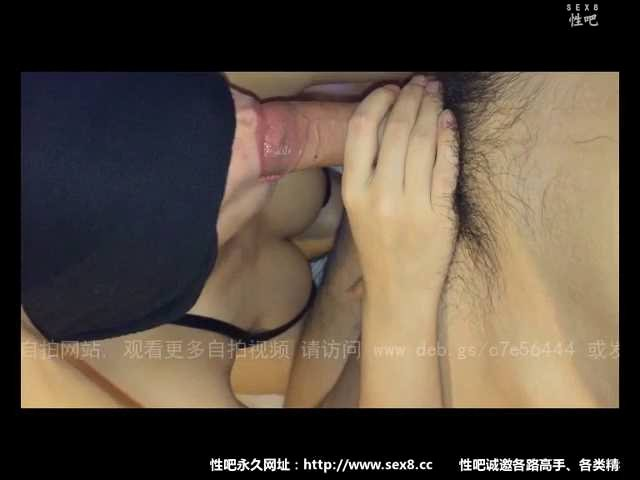 SEX8
性吧
自拍网站, 观看更多自拍视频 请访问 www deb.gs/c7e56444 或
性吧永久网址：http://www.sex8.cc 性吧诚邀各路高手、各类精